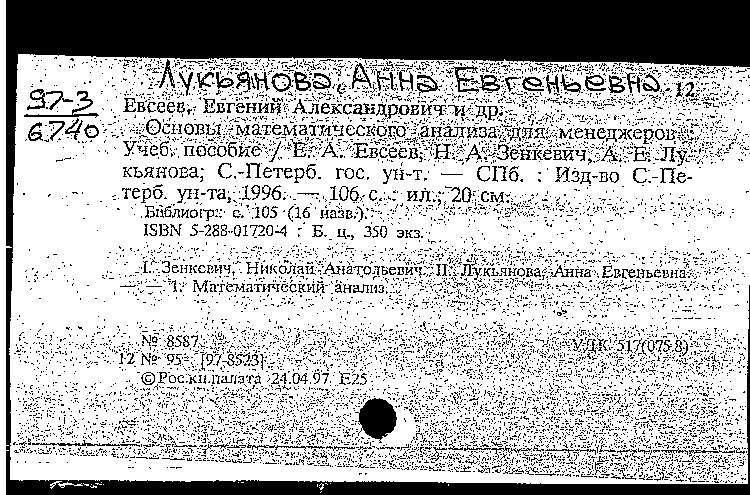 Лукьянова, Анна Евгеньевна 12
97-3
6740
Евсеев, Евгений Александрович и др.
Основы математического анализа для менеджеров :
Учеб. пособие / Е. А. Евсеев, Н. А. Зенкевич, А. Е. Лу-
кьянова; С.-Петерб. гос. ун-т. — СПб. : Изд-во С.-Пе-
терб. ун-та, 1996. — 106 с. : ил.; 20 см.
Библиогр.: с. 105 (16 назв.).
ISBN 5-288-01720-4 : Б. ц., 350 экз.
I. Зенкевич, Николай Анатольевич. II. Лукьянова, Анна Евгеньевна.
— — 1. Математический анализ.
№ 8587 УДК 517(075.8)
12 № 95 [97-8523]
© Рос.кн.палата 24.04.97 Е25